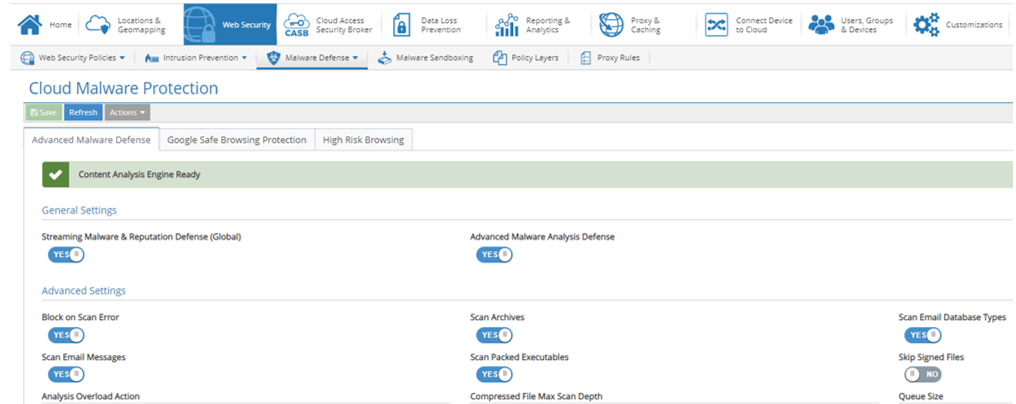 Home
Locations &
Geomapping
Web Security
CASB
Cloud Access
Security Broker
Data Loss
Prevention
Reporting &
Analytics
Proxy &
Caching
Connect Device
to Cloud
Users, Groups
& Devices
Customizations
Web Security Policies
Intrusion Prevention
Malware Defense
Malware Sandboxing
Policy Layers
Proxy Rules
Cloud Malware Protection
Save
Refresh
Actions
Advanced Malware Defense
Google Safe Browsing Protection
High Risk Browsing
Content Analysis Engine Ready
General Settings
Streaming Malware & Reputation Defense (Global)
Advanced Malware Analysis Defense
YES
YES
Advanced Settings
Block on Scan Error
Scan Archives
Scan Email Database Types
YES
YES
YES
Scan Email Messages
Scan Packed Executables
Skip Signed Files
YES
YES
NO
Analysis Overload Action
Compressed File Max Scan Depth
Queue Size